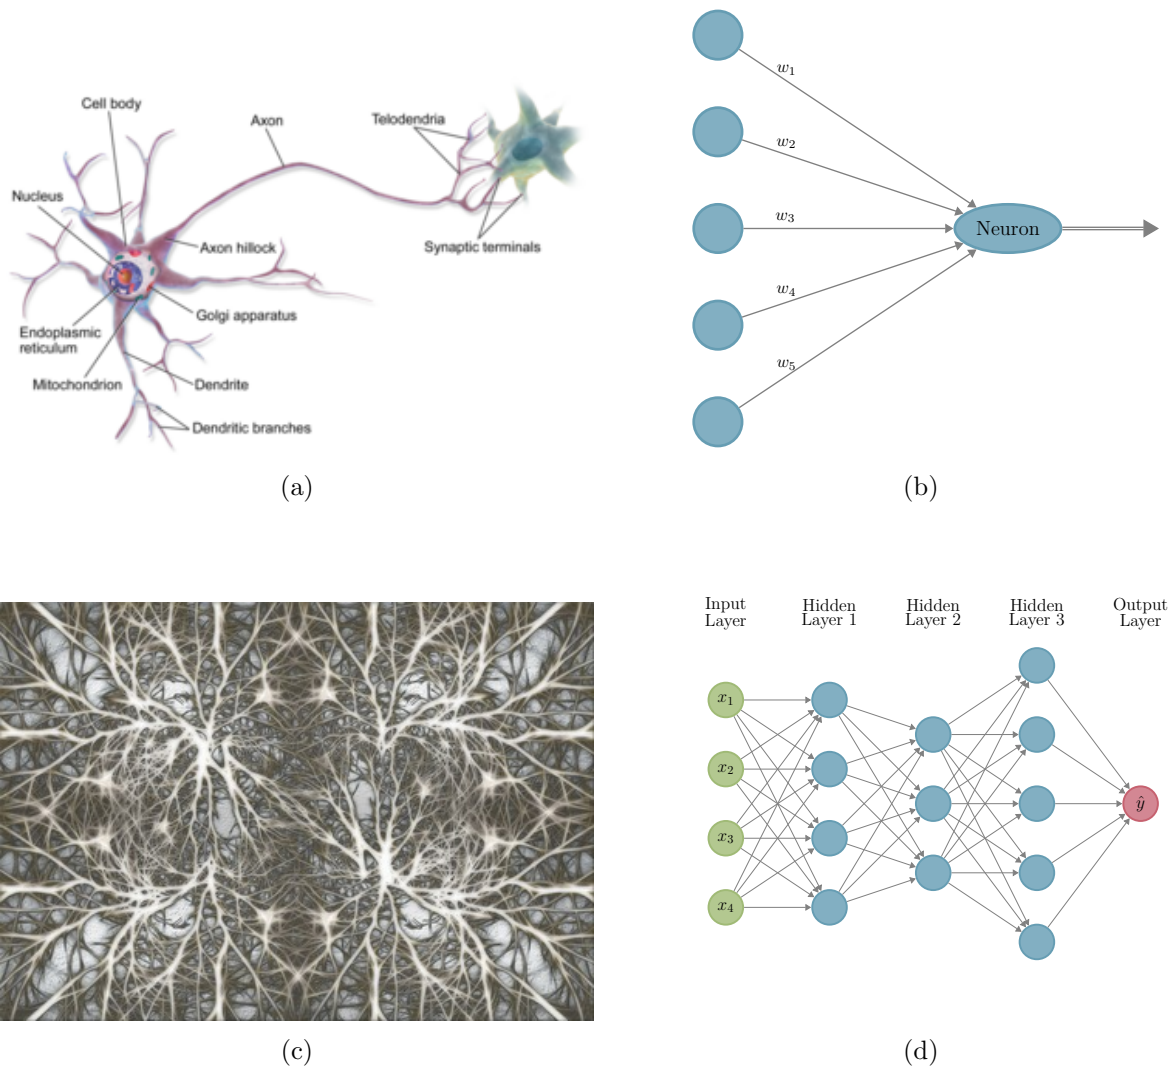 Cell body
Axon
Telodendria
Nucleus
Axon hillock
Synaptic terminals
Golgi apparatus
Endoplasmic
reticulum
Mitochondrion
Dendrite
Dendritic branches
(a)
w1
w2
w3
w4
w5
Neuron
(b)
(c)
Input
Layer
Hidden
Layer 1
Hidden
Layer 2
Hidden
Layer 3
Output
Layer
x1
x2
x3
x4
ŷ
(d)